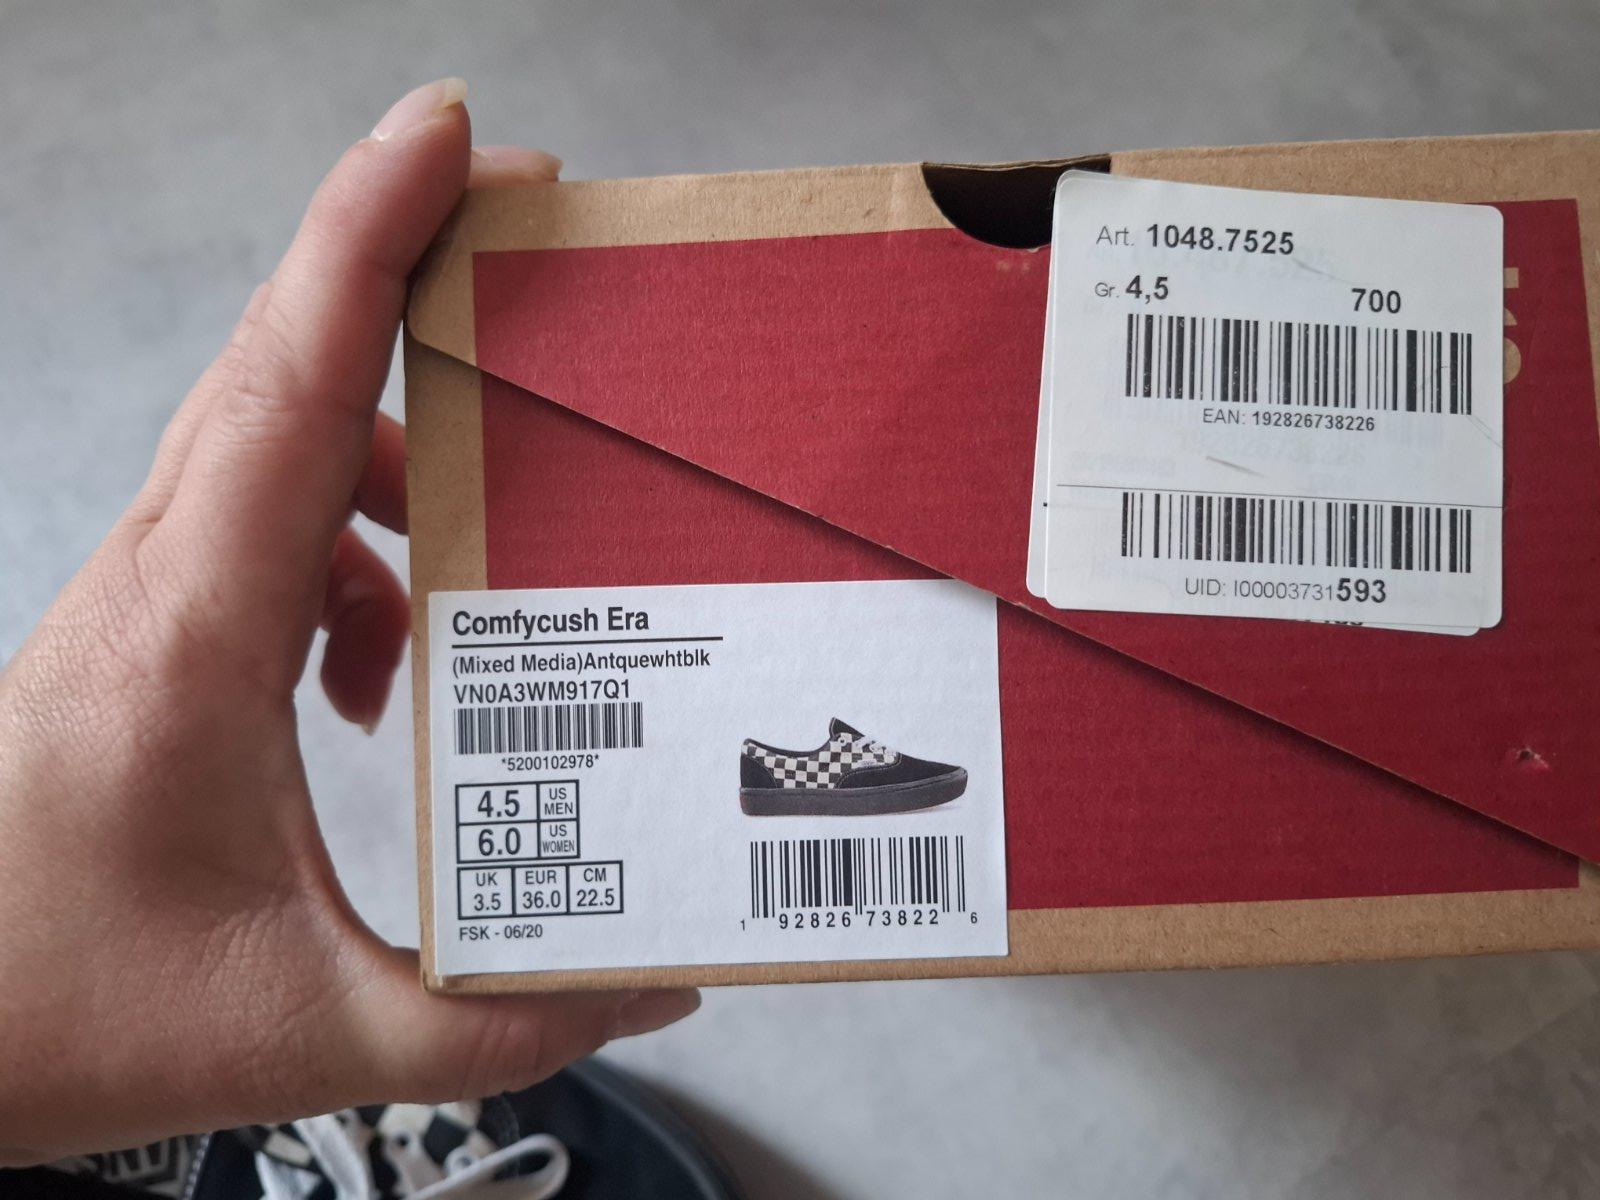 Art. 1048.7525
Gr. 4,5 700
EAN: 192826738226
UID: I00003731593
Comfycush Era
(Mixed Media)Antquewhtblk
VN0A3WM917Q1
*5200102978*
4.5 US MEN
6.0 US WOMEN
UK EUR CM
3.5 36.0 22.5
FSK - 06/20
1 92826 73822 6